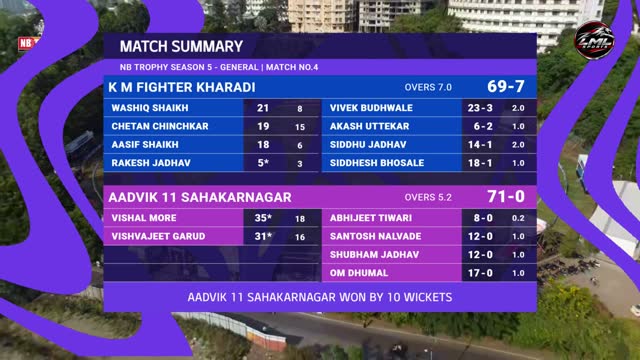 NB
LML
SPORTS
MATCH SUMMARY
NB TROPHY SEASON 5 - GENERAL | MATCH NO.4
K M FIGHTER KHARADI OVERS 7.0 69-7
WASHIQ SHAIKH 21 8 VIVEK BUDHWALE 23-3 2.0
CHETAN CHINCHKAR 19 15 AKASH UTTEKAR 6-2 1.0
AASIF SHAIKH 18 6 SIDDHU JADHAV 14-1 2.0
RAKESH JADHAV 5* 3 SIDDHESH BHOSALE 18-1 1.0
AADVIK 11 SAHAKARNAGAR OVERS 5.2 71-0
VISHAL MORE 35* 18 ABHIJEET TIWARI 8-0 0.2
VISHVAJEET GARUD 31* 16 SANTOSH NALVADE 12-0 1.0
SHUBHAM JADHAV 12-0 1.0
OM DHUMAL 17-0 1.0
AADVIK 11 SAHAKARNAGAR WON BY 10 WICKETS